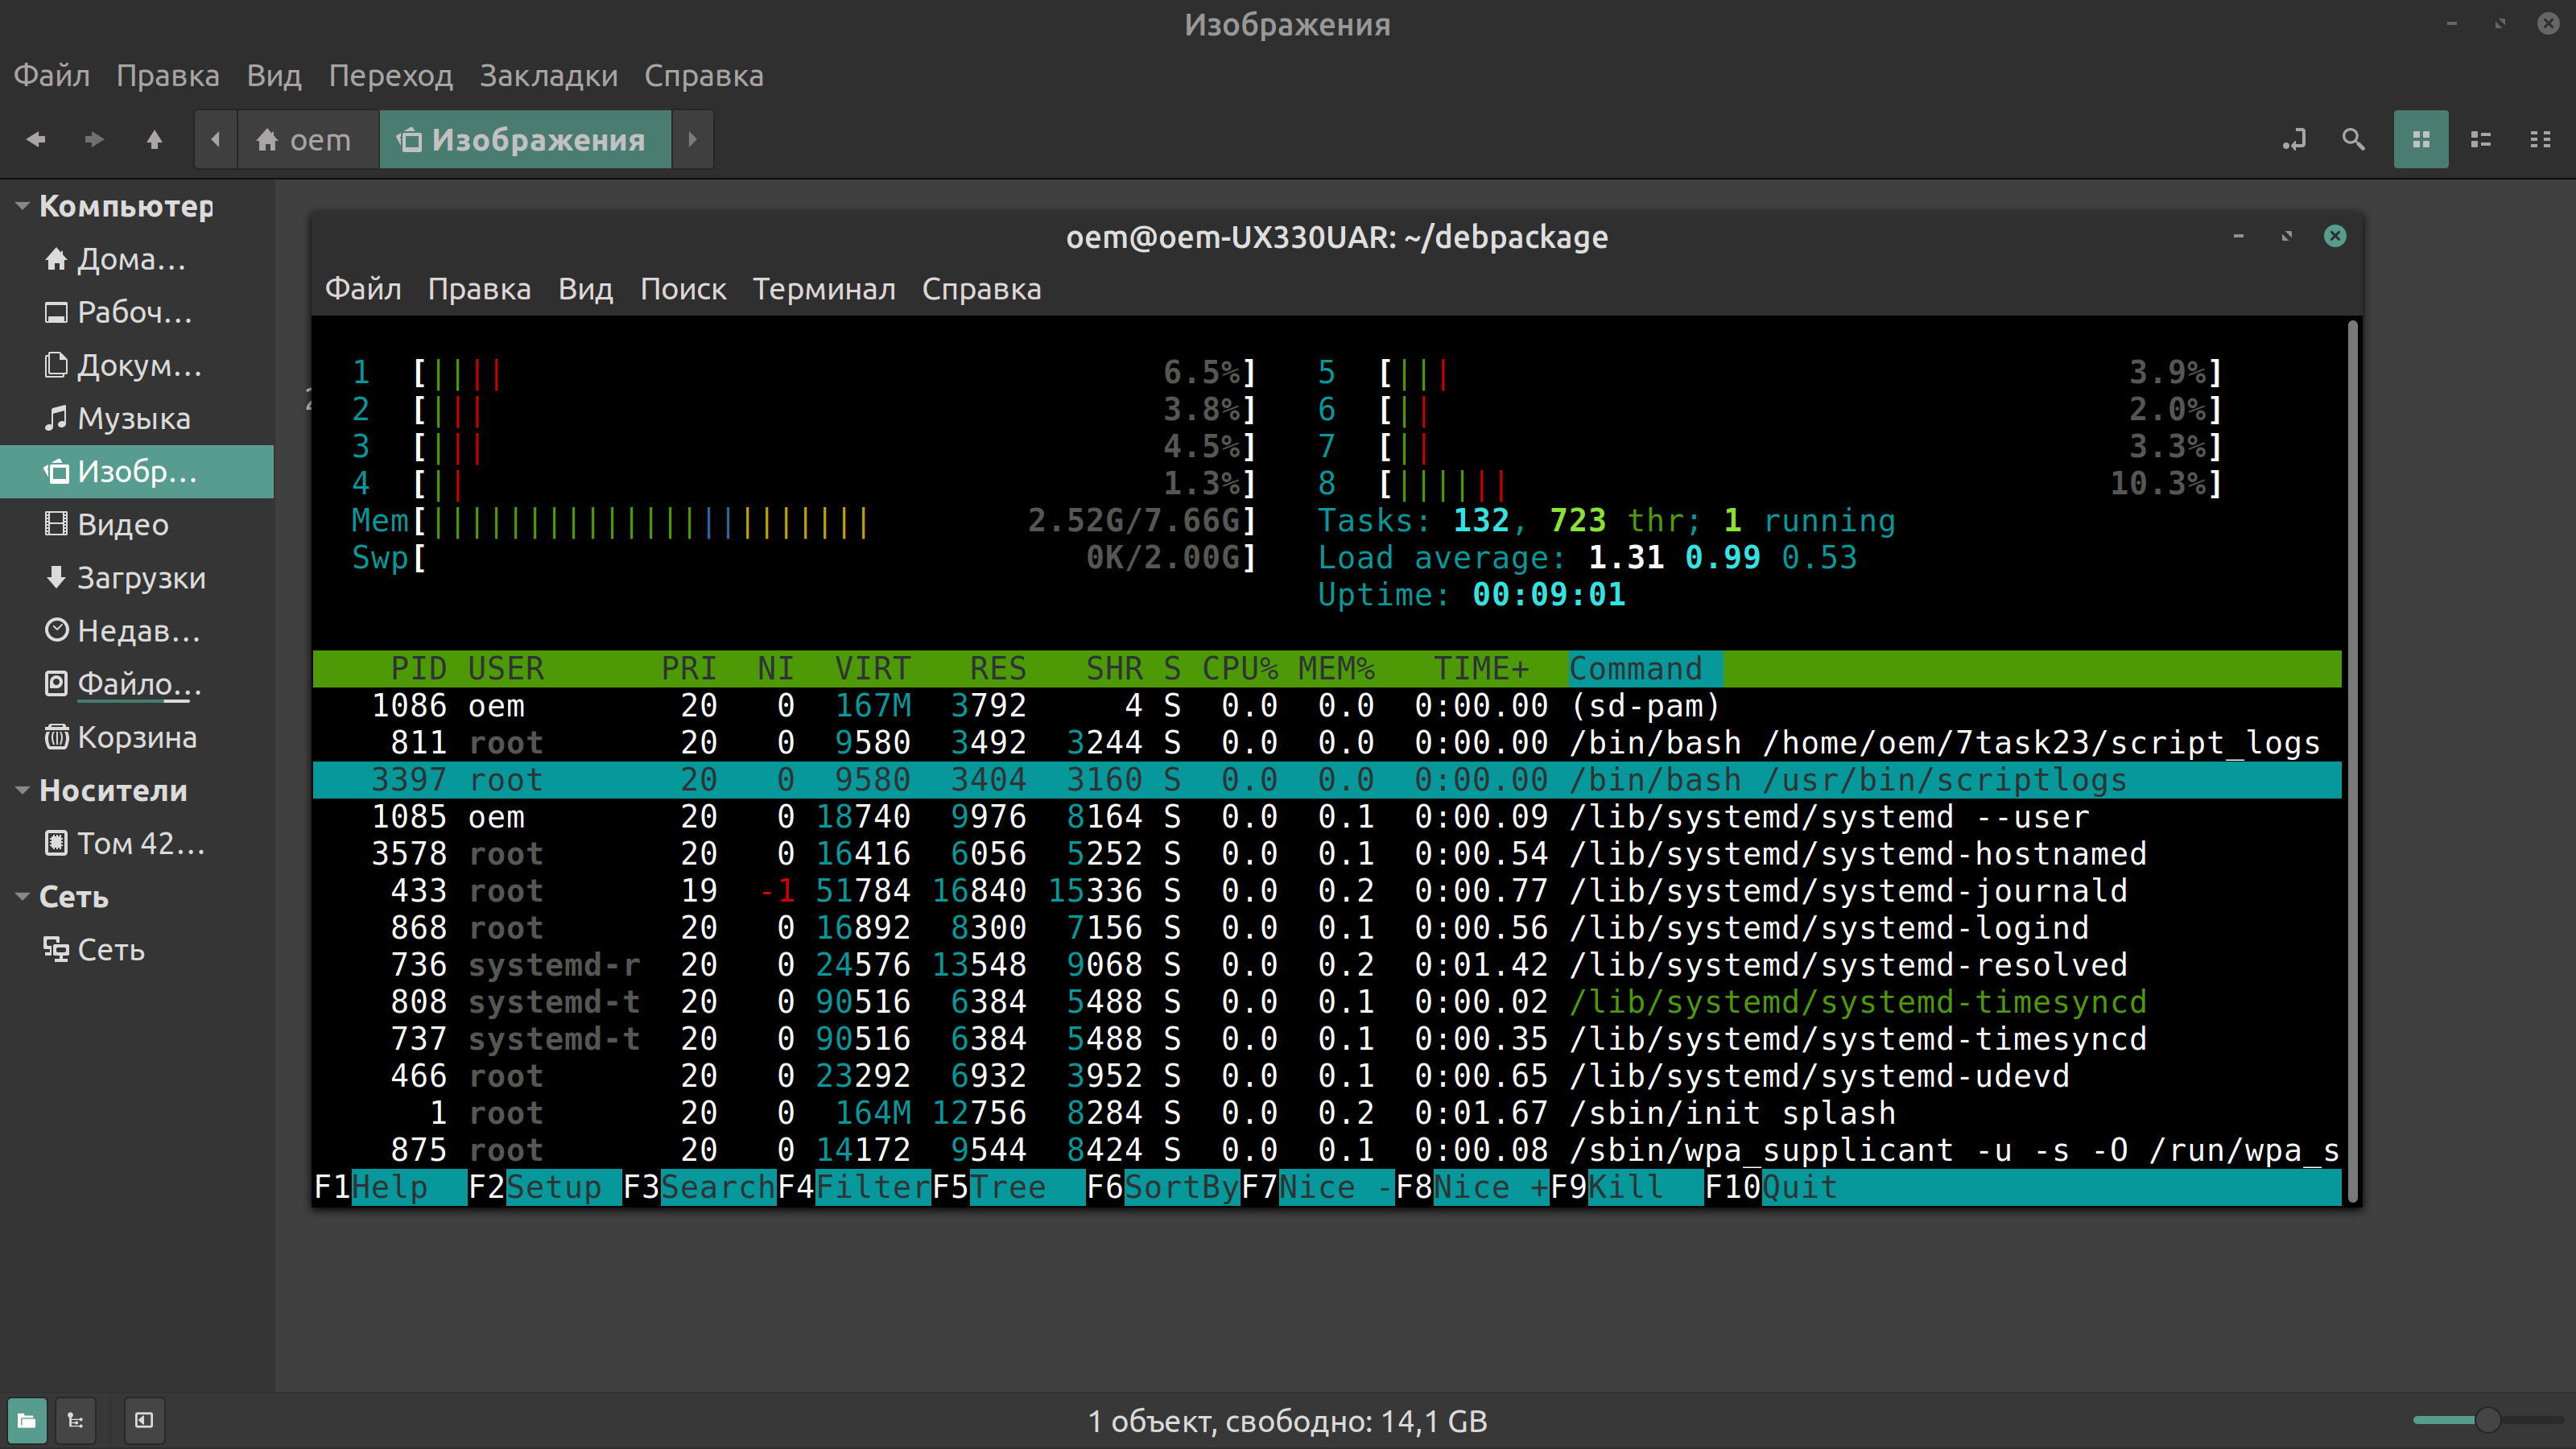 Изображения
Файл Правка Вид Переход Закладки Справка
oem Изображения
Компьютер
Дома...
Рабоч...
Докум...
Музыка
Изобр...
Видео
Загрузки
Недав...
Файло...
Корзина
Носители
Том 42...
Сеть
Сеть
oem@oem-UX330UAR: ~/debpackage
Файл Правка Вид Поиск Терминал Справка
1 [|||| 6.5%] 5 [||| 3.9%]
2 [||| 3.8%] 6 [|| 2.0%]
3 [||| 4.5%] 7 [|| 3.3%]
4 [|| 1.3%] 8 [|||||| 10.3%]
Mem[||||||||||||||||||||||| 2.52G/7.66G] Tasks: 132, 723 thr; 1 running
Swp[ 0K/2.00G] Load average: 1.31 0.99 0.53
Uptime: 00:09:01
PID USER PRI NI VIRT RES SHR S CPU% MEM% TIME+ Command
1086 oem 20 0 167M 3792 4 S 0.0 0.0 0:00.00 (sd-pam)
811 root 20 0 9580 3492 3244 S 0.0 0.0 0:00.00 /bin/bash /home/oem/7task23/script_logs
3397 root 20 0 9580 3404 3160 S 0.0 0.0 0:00.00 /bin/bash /usr/bin/scriptlogs
1085 oem 20 0 18740 9976 8164 S 0.0 0.1 0:00.09 /lib/systemd/systemd --user
3578 root 20 0 16416 6056 5252 S 0.0 0.1 0:00.54 /lib/systemd/systemd-hostnamed
433 root 19 -1 51784 16840 15336 S 0.0 0.2 0:00.77 /lib/systemd/systemd-journald
868 root 20 0 16892 8300 7156 S 0.0 0.1 0:00.56 /lib/systemd/systemd-logind
736 systemd-r 20 0 24576 13548 9068 S 0.0 0.2 0:01.42 /lib/systemd/systemd-resolved
808 systemd-t 20 0 90516 6384 5488 S 0.0 0.1 0:00.02 /lib/systemd/systemd-timesyncd
737 systemd-t 20 0 90516 6384 5488 S 0.0 0.1 0:00.35 /lib/systemd/systemd-timesyncd
466 root 20 0 23292 6932 3952 S 0.0 0.1 0:00.65 /lib/systemd/systemd-udevd
1 root 20 0 164M 12756 8284 S 0.0 0.2 0:01.67 /sbin/init splash
875 root 20 0 14172 9544 8424 S 0.0 0.1 0:00.08 /sbin/wpa_supplicant -u -s -O /run/wpa_s
F1Help F2Setup F3SearchF4FilterF5Tree F6SortByF7Nice -F8Nice +F9Kill F10Quit
1 объект, свободно: 14,1 GB